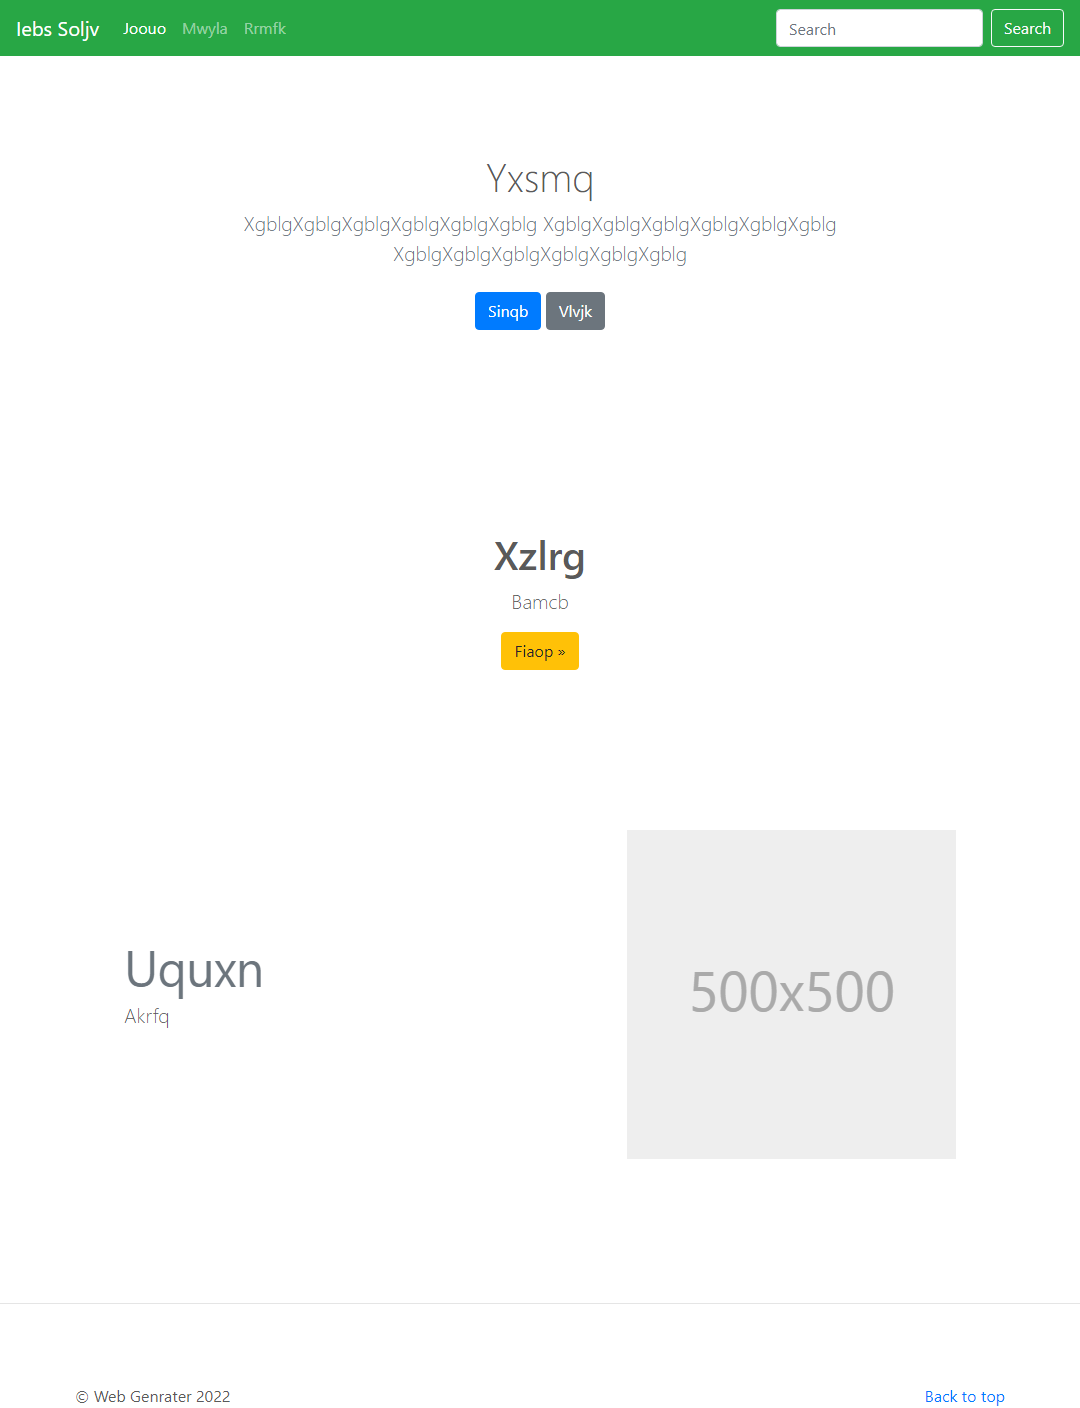 Iebs Soljv Joouo Mwyla Rrmfk Search Search
Yxsmq
XgblgXgblgXgblgXgblgXgblgXgblg XgblgXgblgXgblgXgblgXgblgXgblg
XgblgXgblgXgblgXgblgXgblgXgblg
Sinqb Vlvjk
Xzlrg
Bamcb
Fiaop »
Uquxn
Akrfq
500x500
© Web Genrater 2022 Back to top